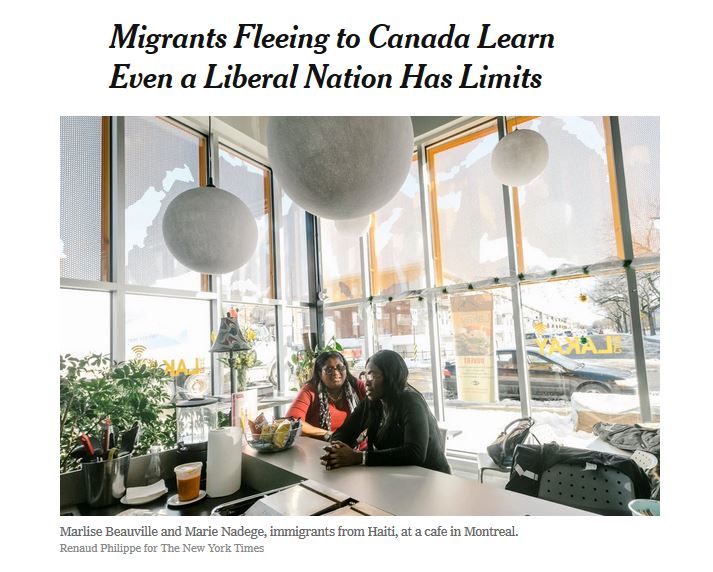 Migrants Fleeing to Canada Learn
Even a Liberal Nation Has Limits
LAKAY
Marlise Beauville and Marie Nadege, immigrants from Haiti, at a cafe in Montreal.
Renaud Philippe for The New York Times